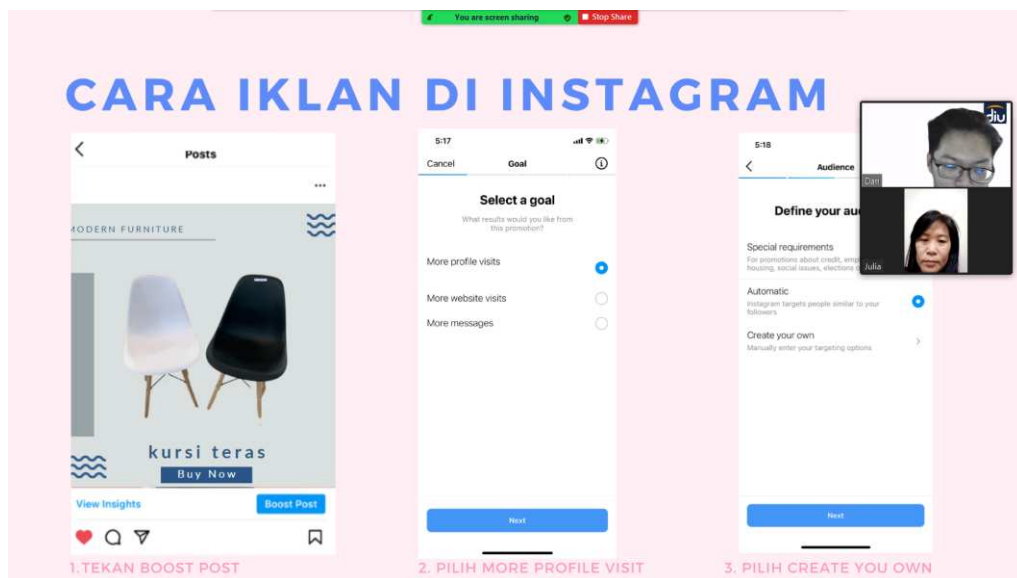 You are screen sharing
Stop Share
CARA IKLAN DI INSTAGRAM
Posts
MODERN FURNITURE
kursi teras
Buy Now
View Insights
Boost Post
1.TEKAN BOOST POST
5:17
Cancel
Goal
Select a goal
What results would you like from
this promotion?
More profile visits
More website visits
More messages
Next
2. PILIH MORE PROFILE VISIT
5:18
Audience
Define your au
Special requirements
For promotions about credit, emp
housing, social issues, elections
Automatic
Instagram targets people similar to your
followers
Create your own
Manually enter your targeting options
Next
3. PILIH CREATE YOU OWN
diu
Dan
Julia